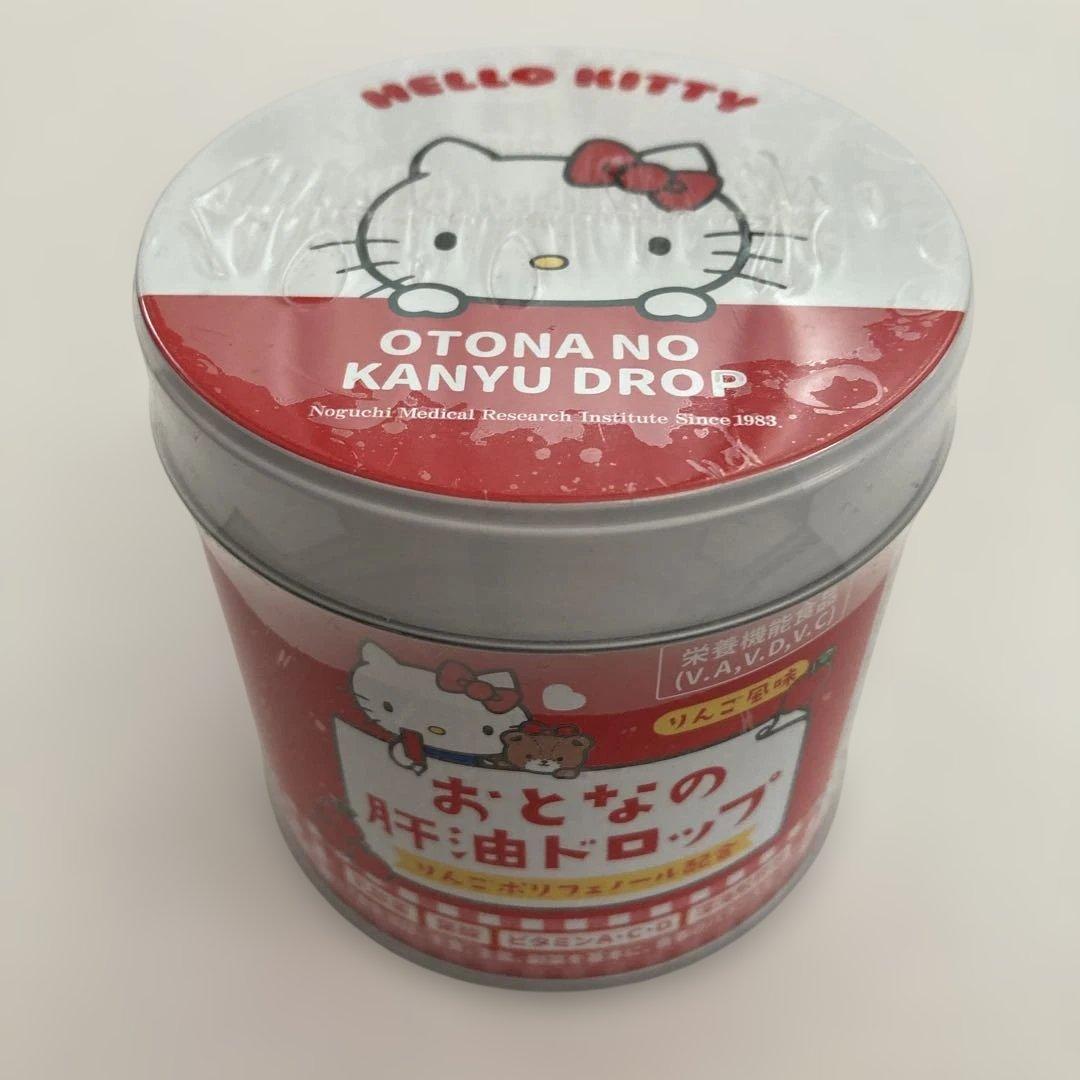 HELLO KITTY
OTONA NO
KANYU DROP
Noguchi Medical Research Institute Since 1983.
栄養機能食品
(V.A,V.D,V.C)
りんご風味
おとなの
肝油ドロップ
りんごポリフェノール配合
ビタミンA・C・D